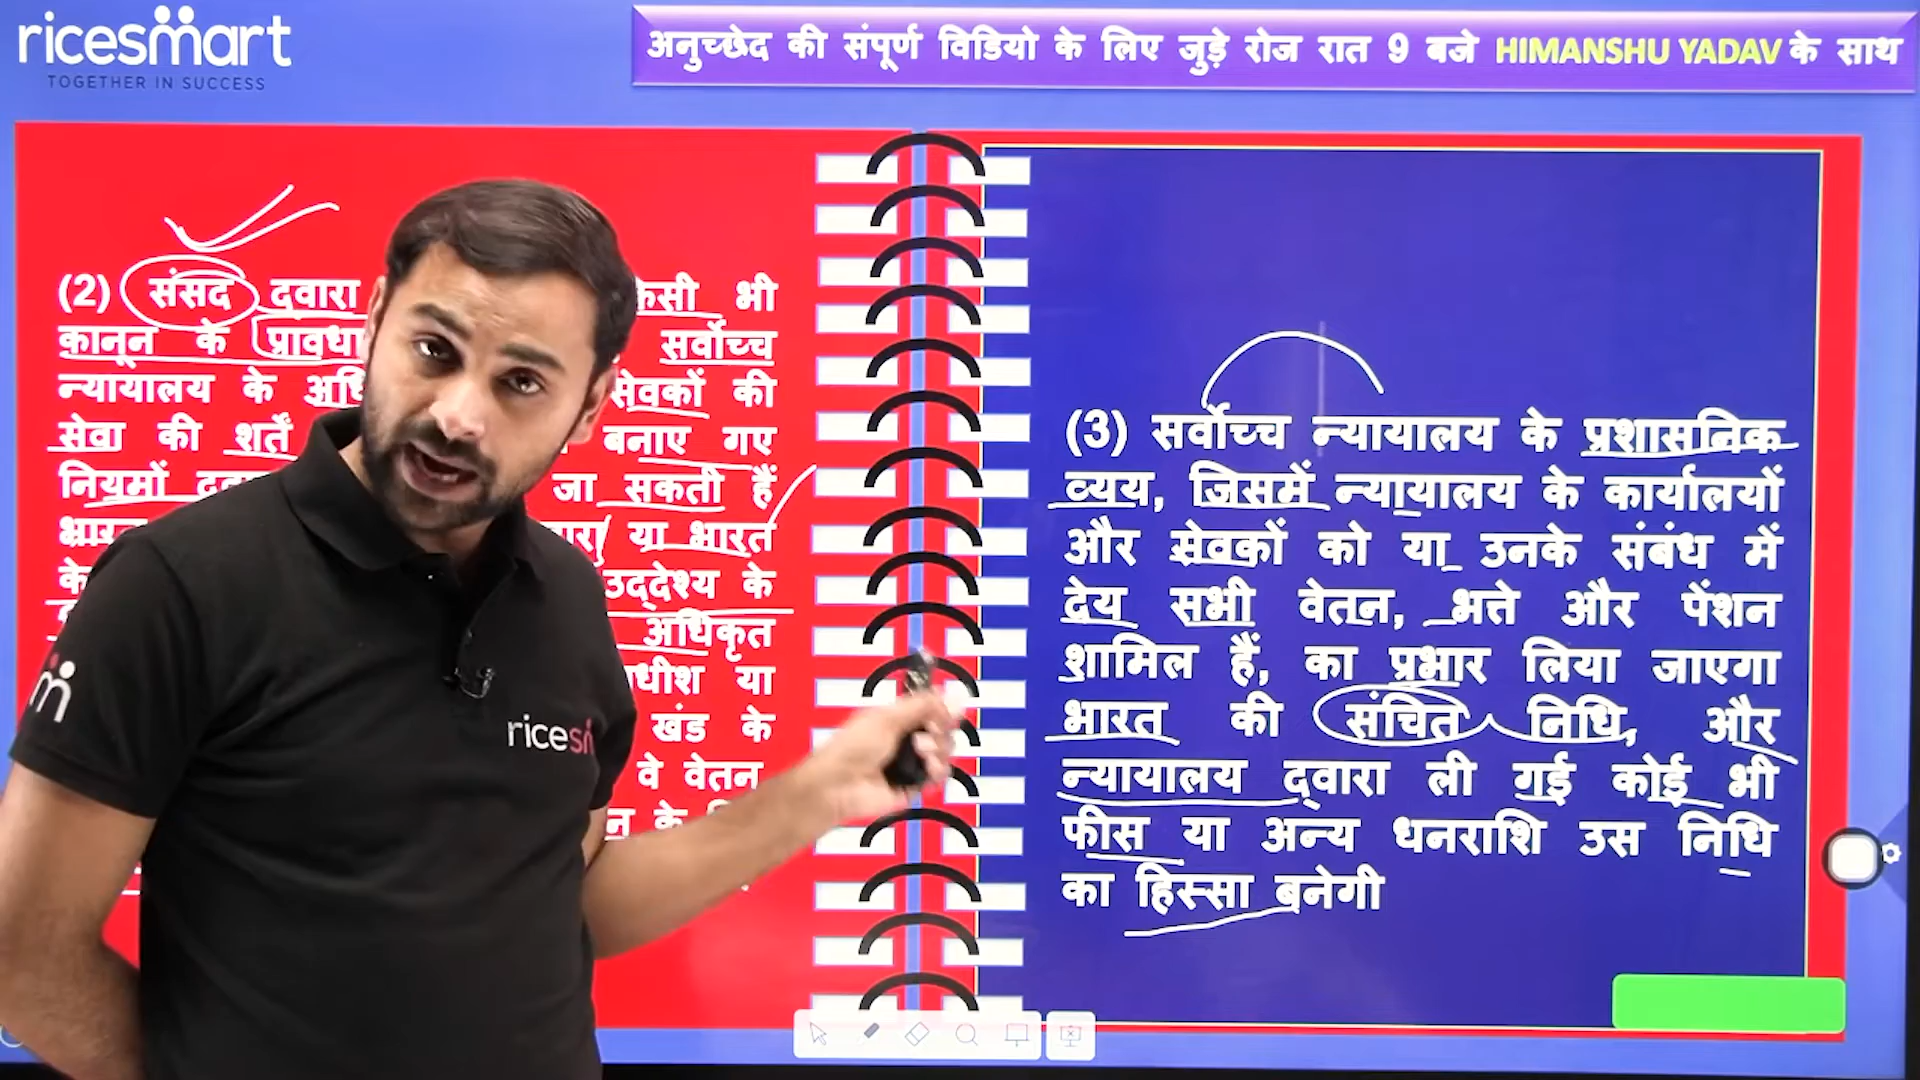 ricesmart
TOGETHER IN SUCCESS
अनुच्छेद की संपूर्ण विडियो के लिए जुड़े रोज रात 9 बजे HIMANSHU YADAV के साथ
(2) संसद द्वारा भी
कानून के सर्वोच्च
न्यायालय के सेवकों की
सेवा की शर्तें बनाए गए
नियमों जा सकती हैं
या भारत
उद्देश्य के
अधिकृत
या
खंड के
वे वेतन
के
(3) सर्वोच्च न्यायालय के प्रशासनिक
व्यय, जिसमें न्यायालय के कार्यालयों
और सेवकों को या उनके संबंध में
देय सभी वेतन, भत्ते और पेंशन
शामिल हैं, का प्रभार लिया जाएगा
भारत की संचित निधि, और
न्यायालय द्वारा ली गई कोई भी
फीस या अन्य धनराशि उस निधि
का हिस्सा बनेगी